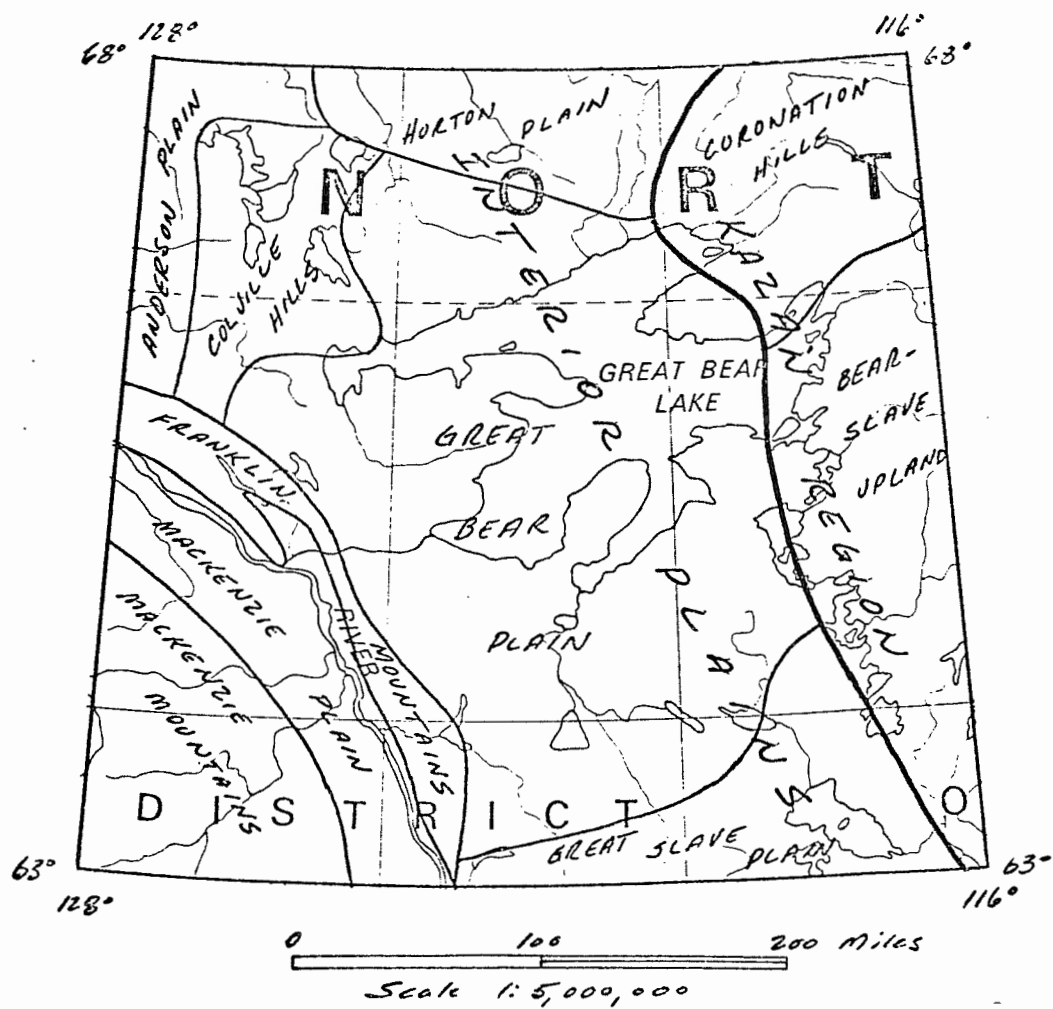 128°
116°
68°
68°
ANDERSON PLAIN
HORTON PLAIN
CORONATION
HILLS
N O R T
INTERIOR PLAINS
KAZAN REGION
COLVILLE
HILLS
GREAT BEAR
LAKE
BEAR-
SLAVE
UPLAND
GREAT
BEAR
PLAIN
FRANKLIN
MOUNTAINS
MACKENZIE
PLAIN
RIVER
MACKENZIE
MOUNTAINS
D I S T R I C T O
GREAT SLAVE
PLAIN
63°
63°
128°
116°
0 100 200 Miles
Scale 1:5,000,000